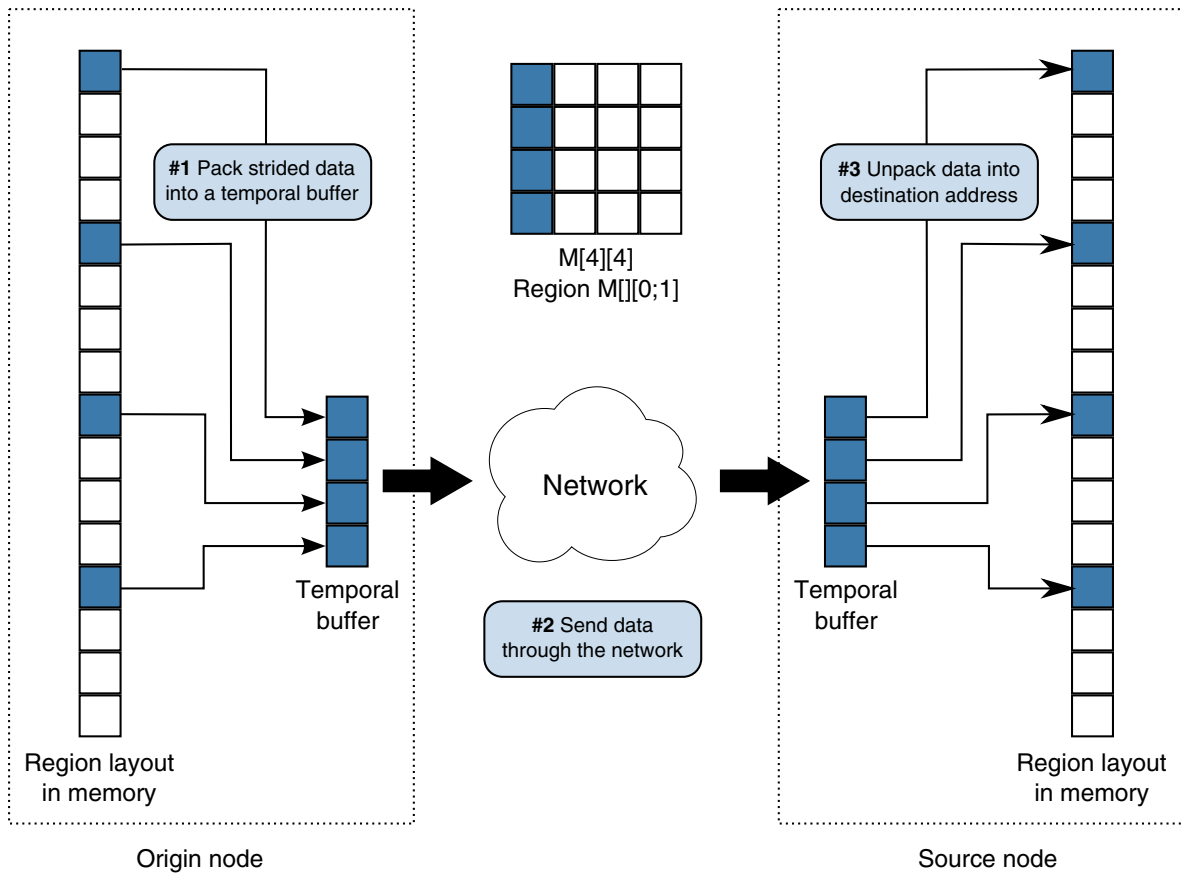 #1 Pack strided data
into a temporal buffer
M[4][4]
Region M[][0;1]
#3 Unpack data into
destination address
Network
Temporal
buffer
#2 Send data
through the network
Temporal
buffer
Region layout
in memory
Region layout
in memory
Origin node
Source node